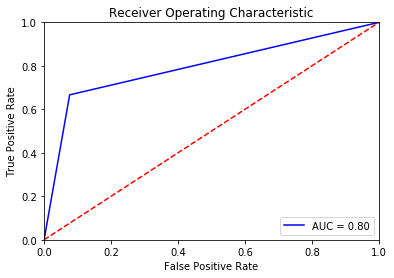 Receiver Operating Characteristic
1.0
0.8
0.6
0.4
0.2
0.0
True Positive Rate
AUC = 0.80
0.0 0.2 0.4 0.6 0.8 1.0
False Positive Rate